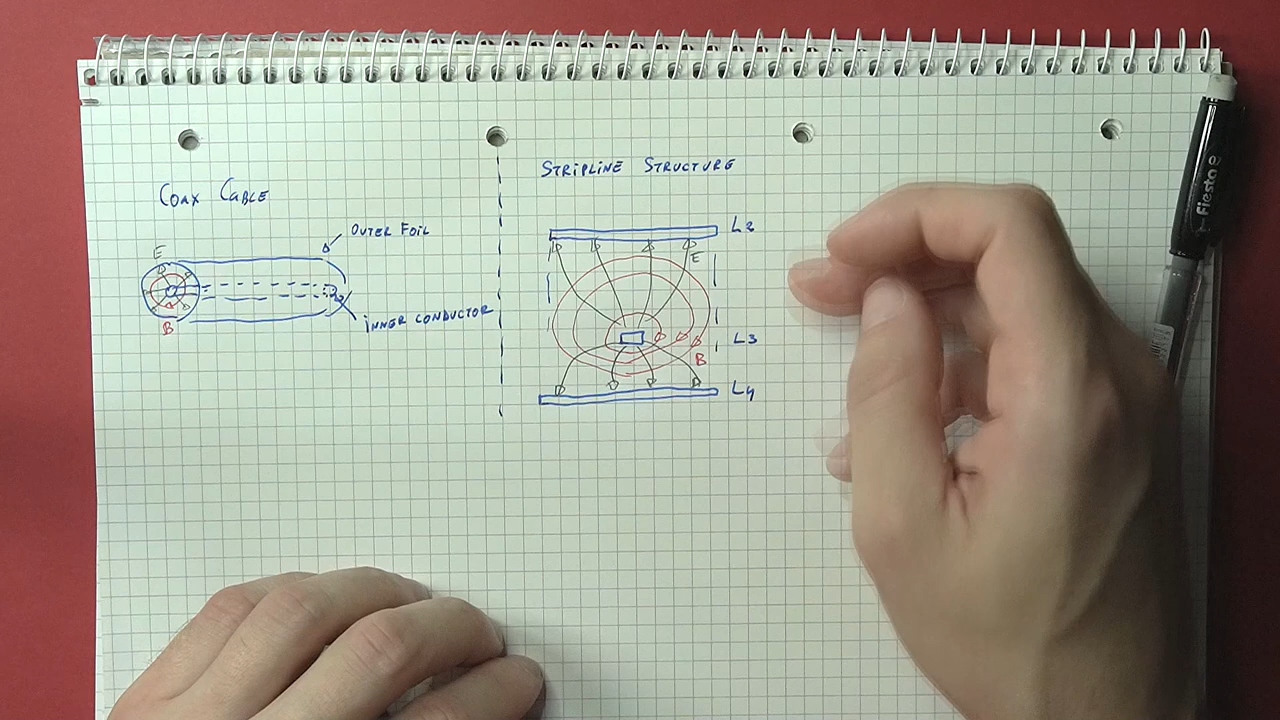 COAX CABLE
OUTER FOIL
E
INNER CONDUCTOR
B
STRIPLINE STRUCTURE
L2
E
L3
B
L4
fiesta